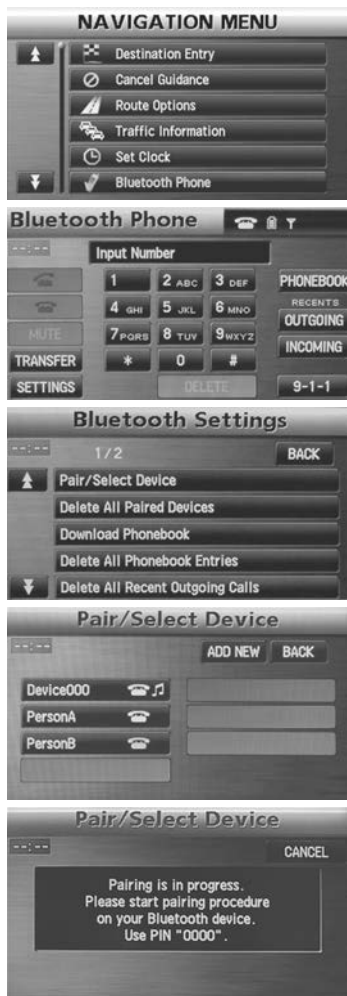 NAVIGATION MENU
Destination Entry
Cancel Guidance
Route Options
Traffic Information
Set Clock
Bluetooth Phone
Bluetooth Phone
--:--
Input Number
1 2 ABC 3 DEF PHONEBOOK
4 GHI 5 JKL 6 MNO RECENTS
OUTGOING
MUTE 7 PQRS 8 TUV 9 WXYZ INCOMING
TRANSFER * 0 #
SETTINGS DELETE 9-1-1
Bluetooth Settings
--:-- 1/2 BACK
Pair/Select Device
Delete All Paired Devices
Download Phonebook
Delete All Phonebook Entries
Delete All Recent Outgoing Calls
Pair/Select Device
--:-- ADD NEW BACK
Device000
PersonA
PersonB
Pair/Select Device
--:-- CANCEL
Pairing is in progress.
Please start pairing procedure
on your Bluetooth device.
Use PIN "0000".